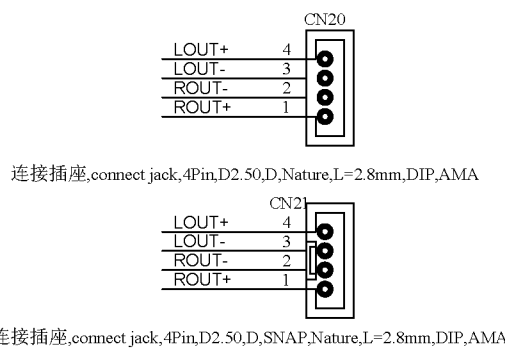 CN20
LOUT+ 4
LOUT- 3
ROUT- 2
ROUT+ 1
连接插座,connect jack,4Pin,D2.50,D,Nature,L=2.8mm,DIP,AMA
CN21
LOUT+ 4
LOUT- 3
ROUT- 2
ROUT+ 1
连接插座,connect jack,4Pin,D2.50,D,SNAP,Nature,L=2.8mm,DIP,AMA